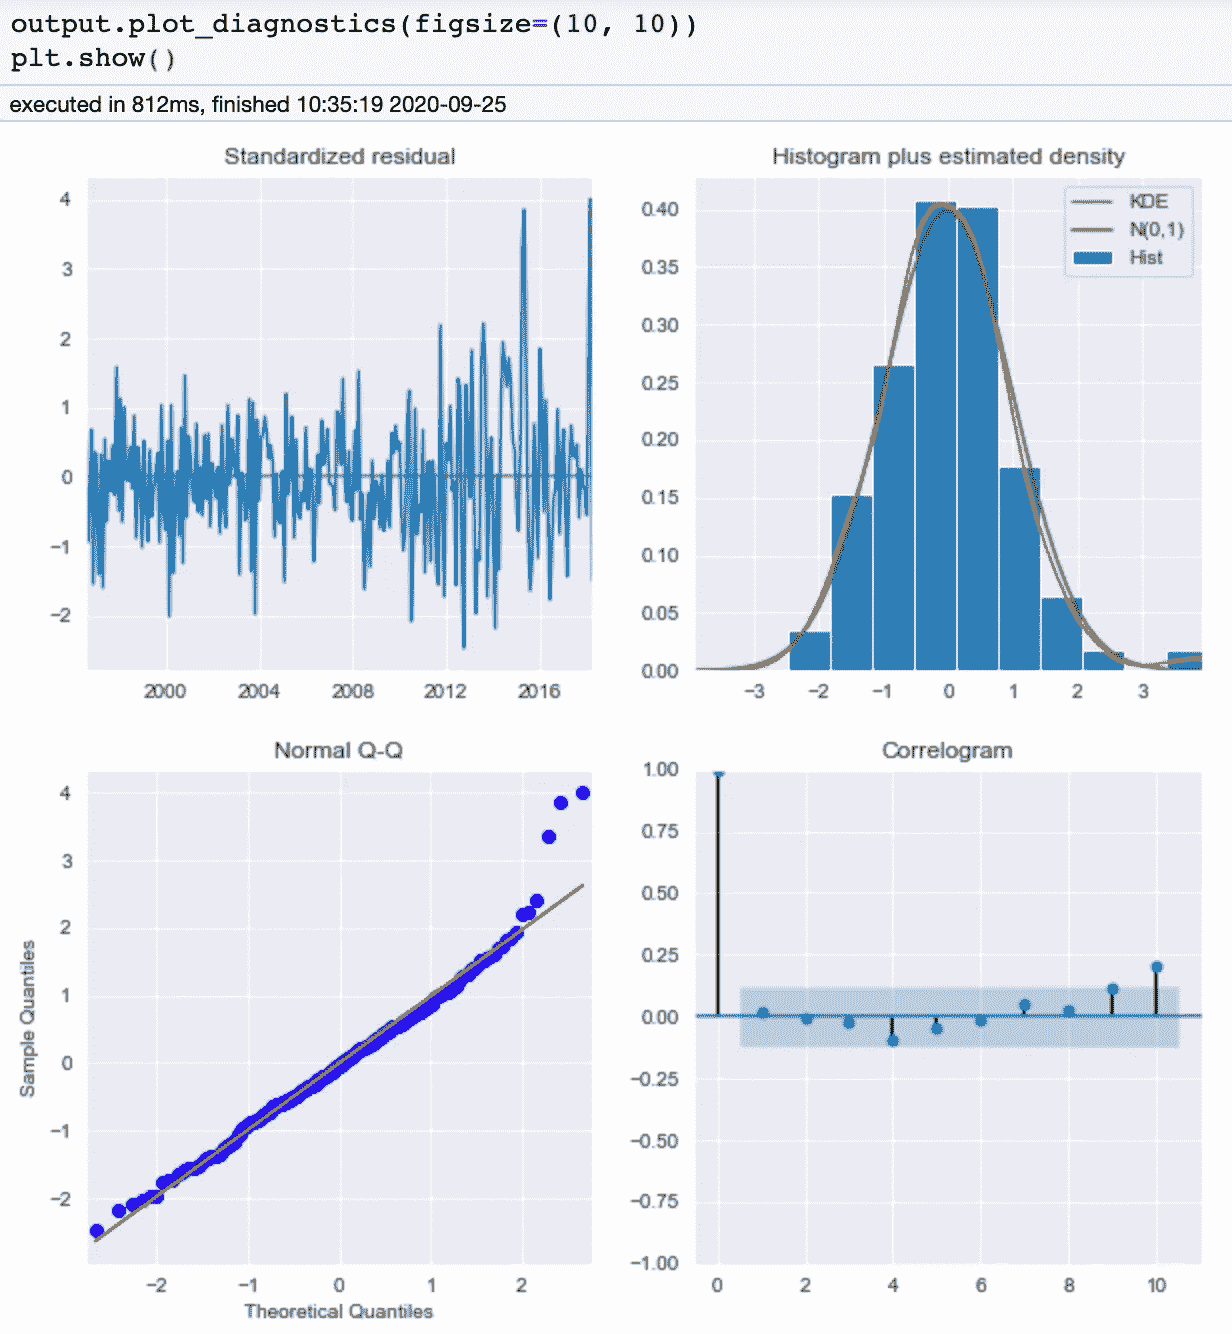 output.plot_diagnostics(figsize=(10, 10))
plt.show()
executed in 812ms, finished 10:35:19 2020-09-25
Standardized residual
4
3
2
1
0
−1
−2
2000 2004 2008 2012 2016
Histogram plus estimated density
KDE
N(0,1)
Hist
0.40
0.35
0.30
0.25
0.20
0.15
0.10
0.05
0.00
−3 −2 −1 0 1 2 3
Normal Q-Q
4
3
2
1
0
−1
−2
Sample Quantiles
−2 −1 0 1 2
Theoretical Quantiles
Correlogram
1.00
0.75
0.50
0.25
0.00
−0.25
−0.50
−0.75
−1.00
0 2 4 6 8 10